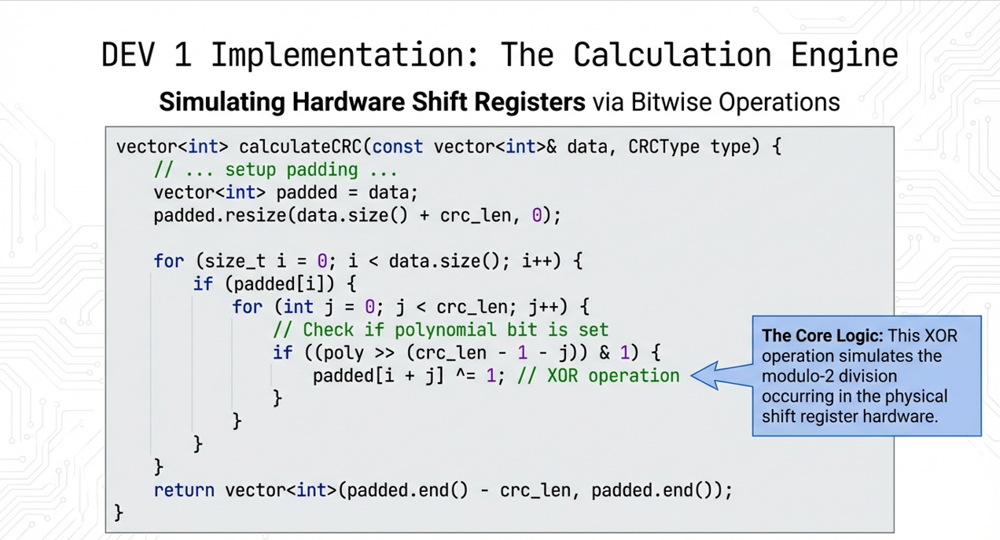 DEV 1 Implementation: The Calculation Engine
Simulating Hardware Shift Registers via Bitwise Operations
vector<int> calculateCRC(const vector<int>& data, CRCType type) {
    // ... setup padding ...
    vector<int> padded = data;
    padded.resize(data.size() + crc_len, 0);

    for (size_t i = 0; i < data.size(); i++) {
        if (padded[i]) {
            for (int j = 0; j < crc_len; j++) {
                // Check if polynomial bit is set
                if ((poly >> (crc_len - 1 - j)) & 1) {
                    padded[i + j] ^= 1; // XOR operation
                }
            }
        }
    }
    return vector<int>(padded.end() - crc_len, padded.end());
}
The Core Logic: This XOR
operation simulates the
modulo-2 division
occurring in the physical
shift register hardware.